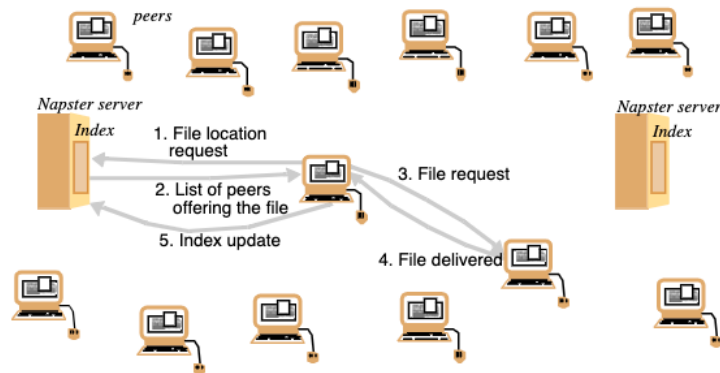 peers
Napster server
Index
Napster server
Index
1. File location
request
2. List of peers
offering the file
3. File request
4. File delivered
5. Index update